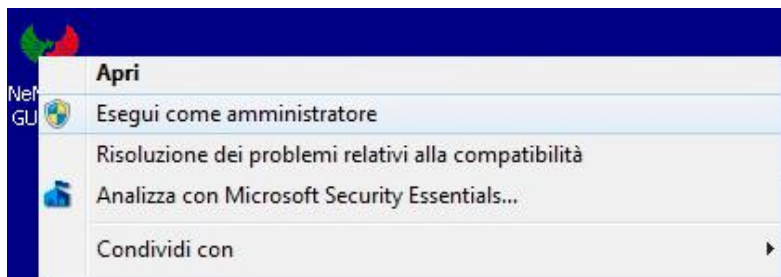 Apri
Esegui come amministratore
Risoluzione dei problemi relativi alla compatibilità
Analizza con Microsoft Security Essentials...
Condividi con